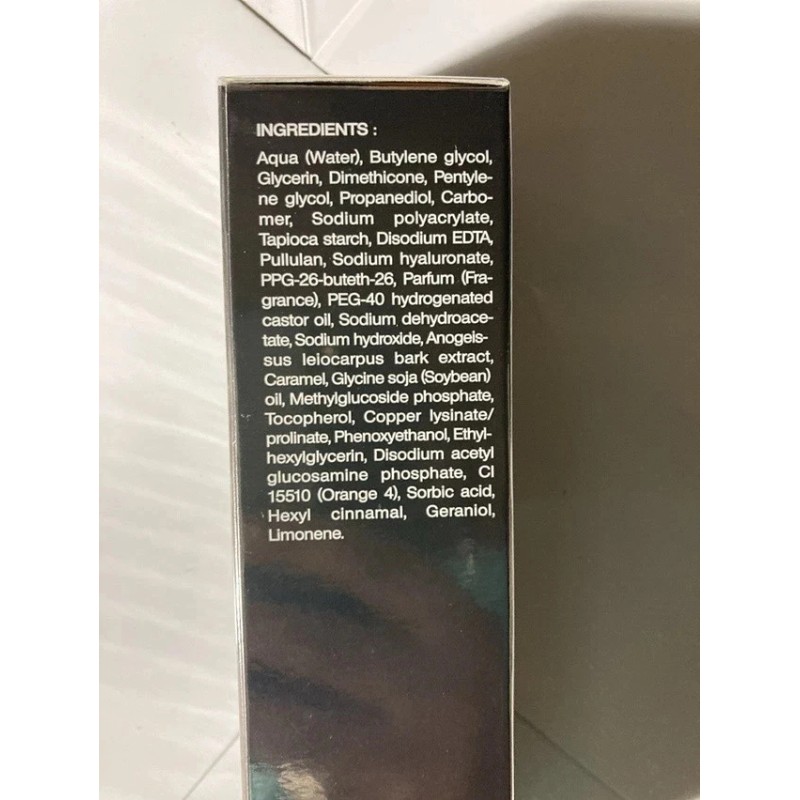 INGREDIENTS :
Aqua (Water), Butylene glycol,
Glycerin, Dimethicone, Pentyle-
ne glycol, Propanediol, Carbo-
mer, Sodium polyacrylate,
Tapioca starch, Disodium EDTA,
Pullulan, Sodium hyaluronate,
PPG-26-buteth-26, Parfum (Fra-
grance), PEG-40 hydrogenated
castor oil, Sodium dehydroace-
tate, Sodium hydroxide, Anogeis-
sus leiocarpus bark extract,
Caramel, Glycine soja (Soybean)
oil, Methylglucoside phosphate,
Tocopherol, Copper lysinate/
prolinate, Phenoxyethanol, Ethyl-
hexylglycerin, Disodium acetyl
glucosamine phosphate, CI
15510 (Orange 4), Sorbic acid,
Hexyl cinnamal, Geraniol,
Limonene.